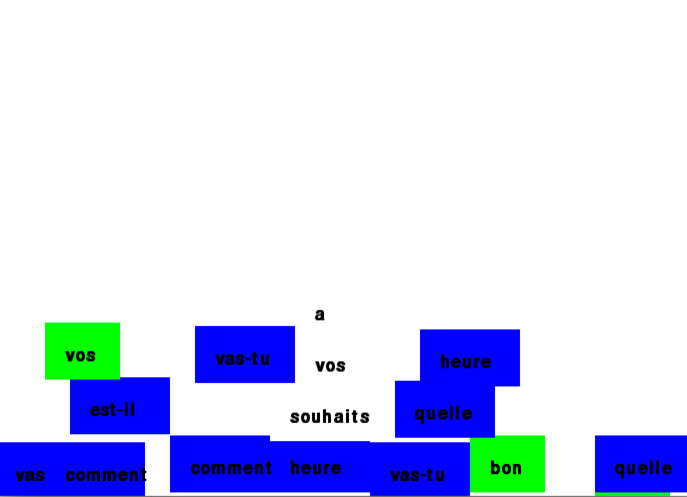 a
vos vas-tu vos heure
est-il souhaits quelle
vas comment comment heure vas-tu bon quelle